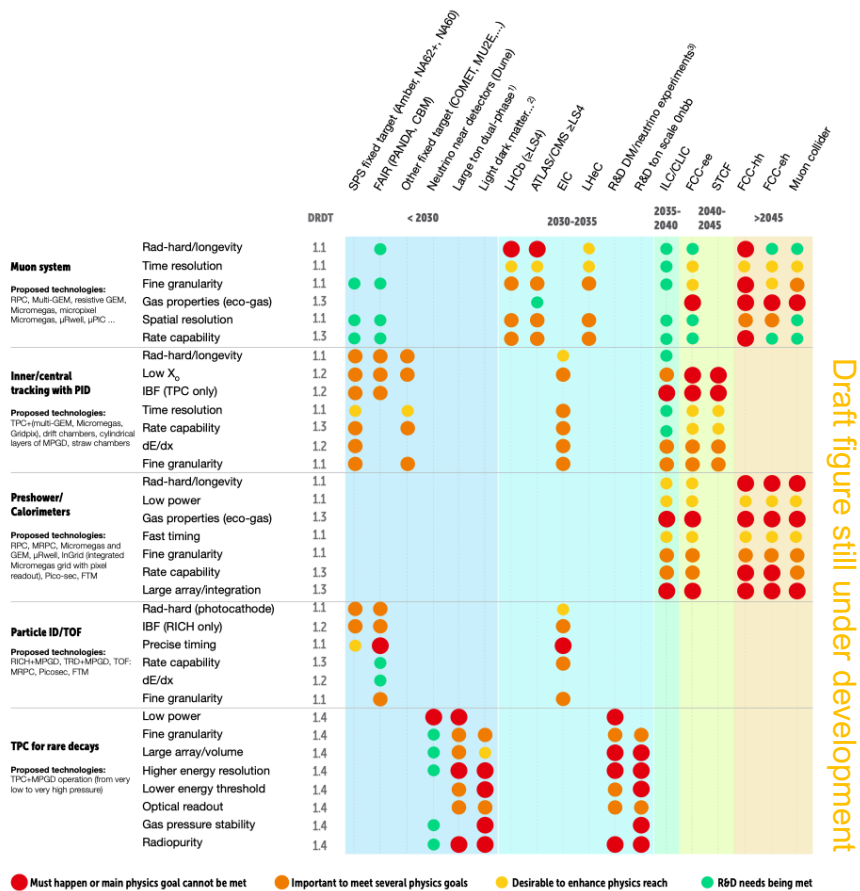 SPS fixed target (Amber, NA62+, NA60)
FAIR (PANDA, CBM)
Other fixed target (COMET, MU2E,...)
Neutrino near detectors (Dune)
Large ton dual-phase 1)
Light dark matter... 2)
LHCb (≥LS4)
ATLAS/CMS ≥LS4
EIC
LHeC
R&D DM/neutrino experiments3)
R&D ton scale 0nbb
ILC/CLIC
FCC-ee
STCF
FCC-hh
FCC-eh
Muon collider
DRDT
< 2030
2030-2035
2035-
2040
2040-
2045
>2045
Muon system
Proposed technologies:
RPC, Multi-GEM, resistive GEM,
Micromegas, micropixel
Micromegas, µRwell, µPIC ...
Rad-hard/longevity 1.1
Time resolution 1.1
Fine granularity 1.1
Gas properties (eco-gas) 1.3
Spatial resolution 1.1
Rate capability 1.3
Inner/central
tracking with PID
Proposed technologies:
TPC+(multi-GEM, Micromegas,
Gridpix), drift chambers, cylindrical
layers of MPGD, straw chambers
Rad-hard/longevity 1.1
Low Xo 1.2
IBF (TPC only) 1.2
Time resolution 1.1
Rate capability 1.3
dE/dx 1.2
Fine granularity 1.1
Preshower/
Calorimeters
Proposed technologies:
RPC, MRPC, Micromegas and
GEM, µRwell, InGrid (integrated
Micromegas grid with pixel
readout), Pico-sec, FTM
Rad-hard/longevity 1.1
Low power 1.1
Gas properties (eco-gas) 1.3
Fast timing 1.1
Fine granularity 1.1
Rate capability 1.3
Large array/integration 1.3
Particle ID/TOF
Proposed technologies:
RICH+MPGD, TRD+MPGD, TOF:
MRPC, Picosec, FTM
Rad-hard (photocathode) 1.1
IBF (RICH only) 1.2
Precise timing 1.1
Rate capability 1.3
dE/dx 1.2
Fine granularity 1.1
TPC for rare decays
Proposed technologies:
TPC+MPGD operation (from very
low to very high pressure)
Low power 1.4
Fine granularity 1.4
Large array/volume 1.4
Higher energy resolution 1.4
Lower energy threshold 1.4
Optical readout 1.4
Gas pressure stability 1.4
Radiopurity 1.4
Draft figure still under development
Must happen or main physics goal cannot be met
Important to meet several physics goals
Desirable to enhance physics reach
R&D needs being met